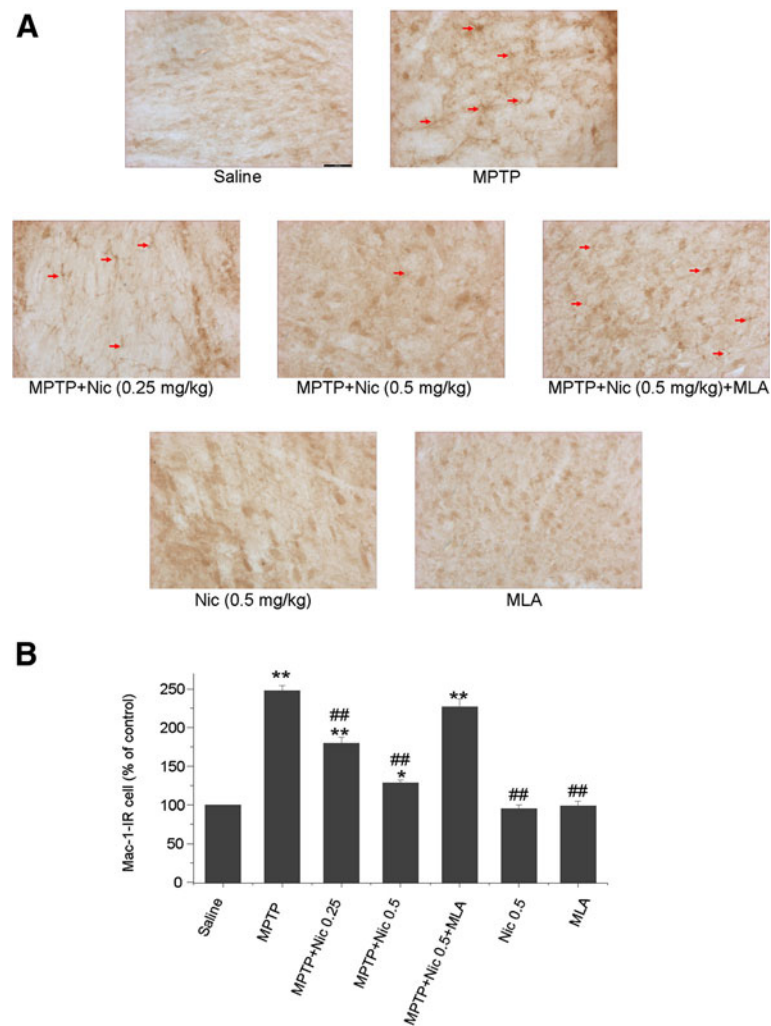 A
Saline
MPTP
MPTP+Nic (0.25 mg/kg)
MPTP+Nic (0.5 mg/kg)
MPTP+Nic (0.5 mg/kg)+MLA
Nic (0.5 mg/kg)
MLA
B
Mac-1-IR cell (% of control)
250
200
150
100
50
0
**
##
**
##
*
**
##
##
Saline
MPTP
MPTP+Nic 0.25
MPTP+Nic 0.5
MPTP+Nic 0.5+MLA
Nic 0.5
MLA